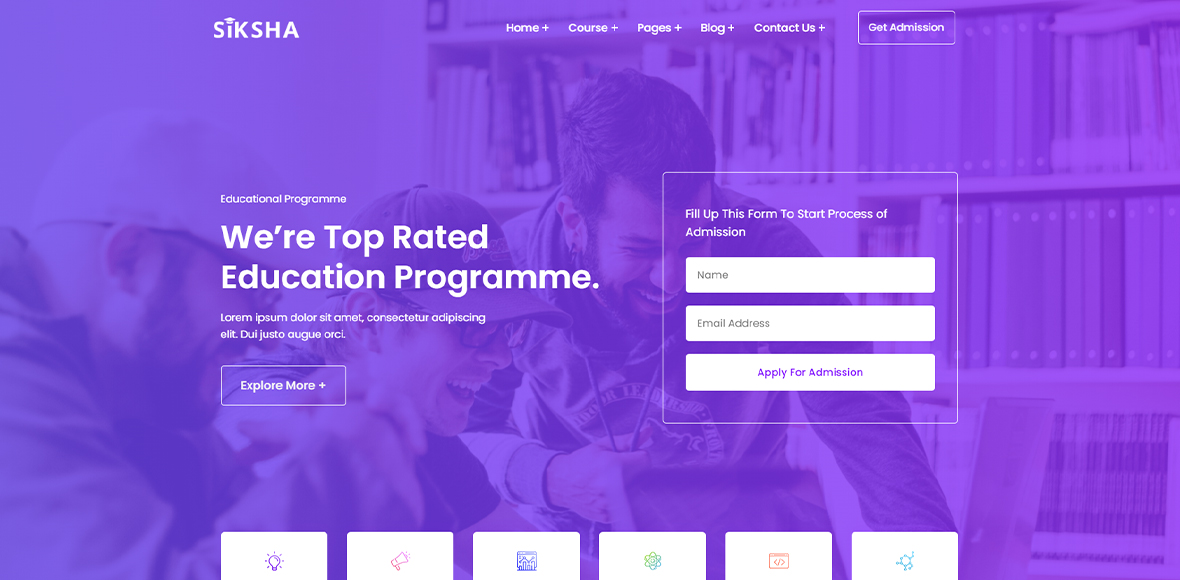 SIKSHA
Home +
Course +
Pages +
Blog +
Contact Us +
Get Admission
Educational Programme
We’re Top Rated
Education Programme.
Lorem ipsum dolor sit amet, consectetur adipiscing
elit. Dui justo augue orci.
Explore More +
Fill Up This Form To Start Process of
Admission
Name
Email Address
Apply For Admission